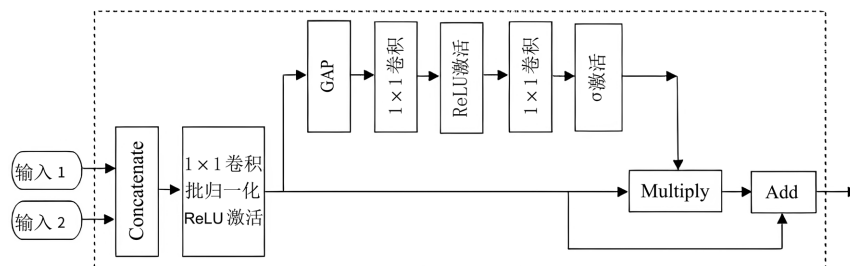 GAP
1×1卷积
ReLU激活
1×1卷积
σ激活
输入 1
输入 2
Concatenate
1×1卷积
批归一化
ReLU 激活
Multiply
Add